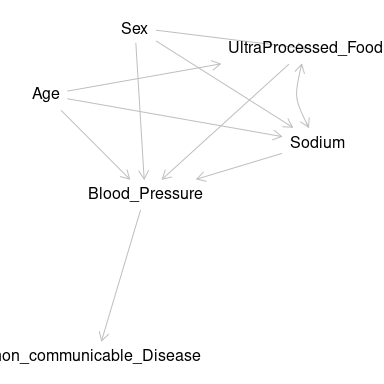 Sex
UltraProcessed_Food
Age
Sodium
Blood_Pressure
non_communicable_Disease